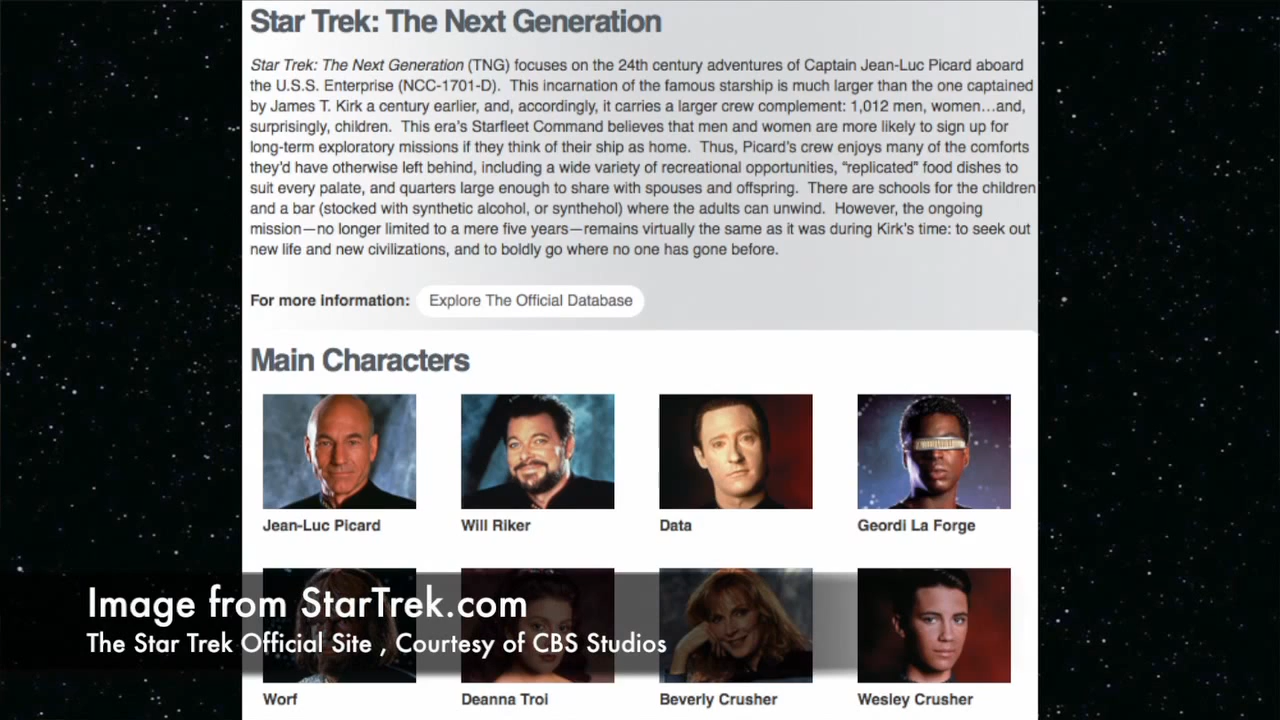 Star Trek: The Next Generation
Star Trek: The Next Generation (TNG) focuses on the 24th century adventures of Captain Jean-Luc Picard aboard
the U.S.S. Enterprise (NCC-1701-D).  This incarnation of the famous starship is much larger than the one captained
by James T. Kirk a century earlier, and, accordingly, it carries a larger crew complement: 1,012 men, women…and,
surprisingly, children.  This era's Starfleet Command believes that men and women are more likely to sign up for
long-term exploratory missions if they think of their ship as home.  Thus, Picard's crew enjoys many of the comforts
they'd have otherwise left behind, including a wide variety of recreational opportunities, “replicated” food dishes to
suit every palate, and quarters large enough to share with spouses and offspring.  There are schools for the children
and a bar (stocked with synthetic alcohol, or synthehol) where the adults can unwind.  However, the ongoing
mission—no longer limited to a mere five years—remains virtually the same as it was during Kirk's time: to seek out
new life and new civilizations, and to boldly go where no one has gone before.
For more information: Explore The Official Database
Main Characters
Jean-Luc Picard Will Riker Data Geordi La Forge
Image from StarTrek.com
The Star Trek Official Site , Courtesy of CBS Studios
Worf Deanna Troi Beverly Crusher Wesley Crusher